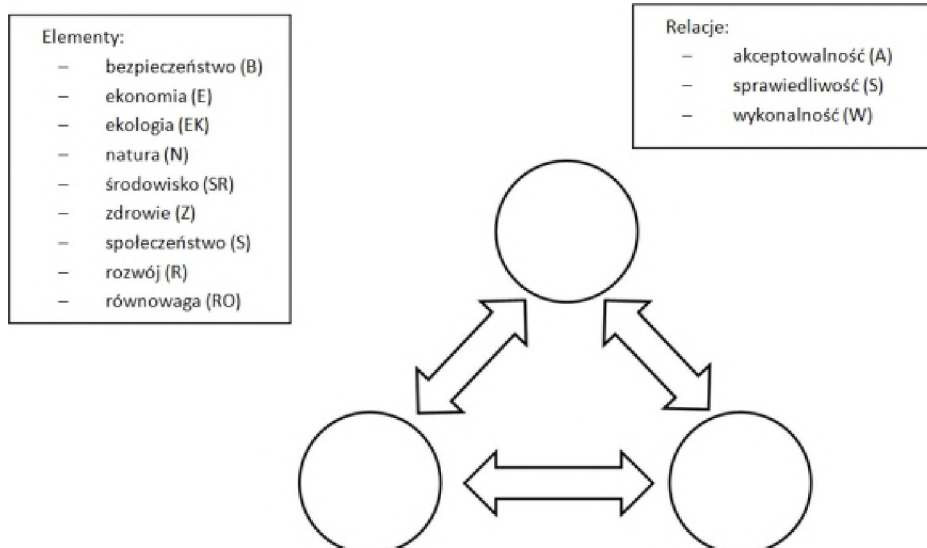 Elementy:
– bezpieczeństwo (B)
– ekonomia (E)
– ekologia (EK)
– natura (N)
– środowisko (SR)
– zdrowie (Z)
– społeczeństwo (S)
– rozwój (R)
– równowaga (RO)
Relacje:
– akceptowalność (A)
– sprawiedliwość (S)
– wykonalność (W)